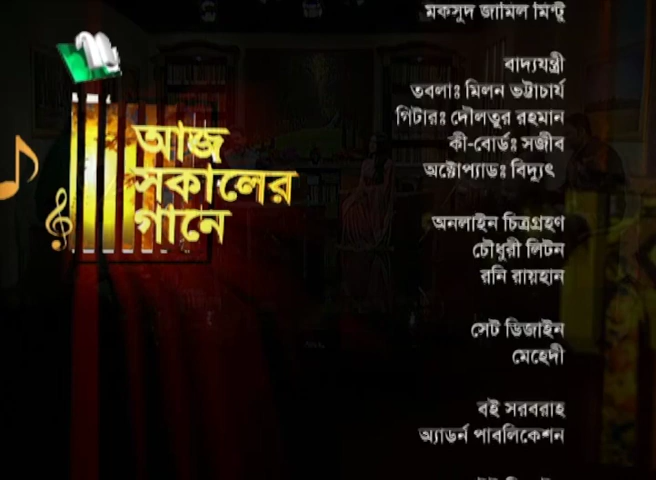 আজ
সকালের
গানে
মকসুদ জামিল মিন্টু
বাদ্যযন্ত্রী
তবলাঃ মিলন ভট্টাচার্য
গিটারঃ দৌলতুর রহমান
কী-বোর্ডঃ সজীব
অক্টোপ্যাডঃ বিদ্যুৎ
অনলাইন চিত্রগ্রহণ
চৌধুরী লিটন
রনি রায়হান
সেট ডিজাইন
মেহেদী
বই সরবরাহ
অ্যাডর্ন পাবলিকেশন